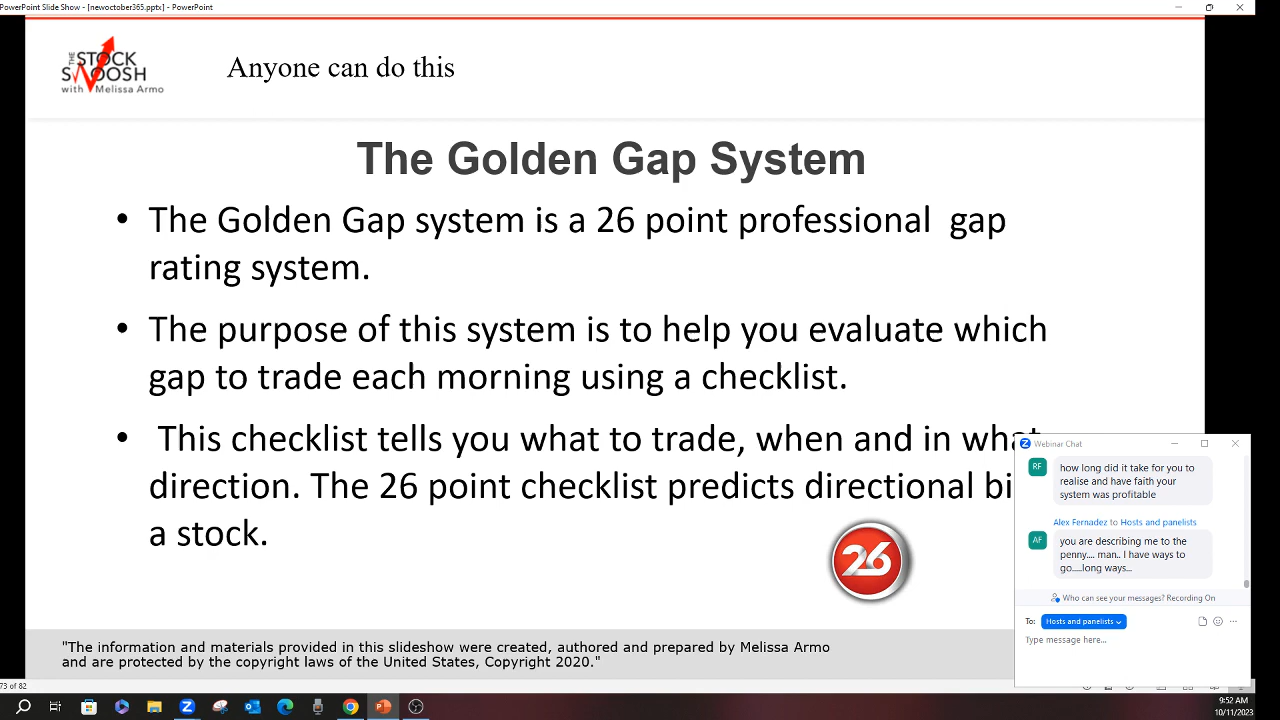 PowerPoint Slide Show - [newoctober365.pptx] - PowerPoint
THE STOCK
SWOOSH
with Melissa Armo
Anyone can do this
The Golden Gap System
• The Golden Gap system is a 26 point professional gap
rating system.
• The purpose of this system is to help you evaluate which
gap to trade each morning using a checklist.
• This checklist tells you what to trade, when and in what
direction. The 26 point checklist predicts directional bi
a stock.
26
"The information and materials provided in this slideshow were created, authored and prepared by Melissa Armo
and are protected by the copyright laws of the United States, Copyright 2020."
Webinar Chat
RF
how long did it take for you to
realise and have faith your
system was profitable
Alex Fernadez to Hosts and panelists
AF
you are describing me to the
penny.... man.. I have ways to
go....long ways...
Who can see your messages? Recording On
To: Hosts and panelists
Type message here...
73 of 82
9:52 AM
10/11/2023